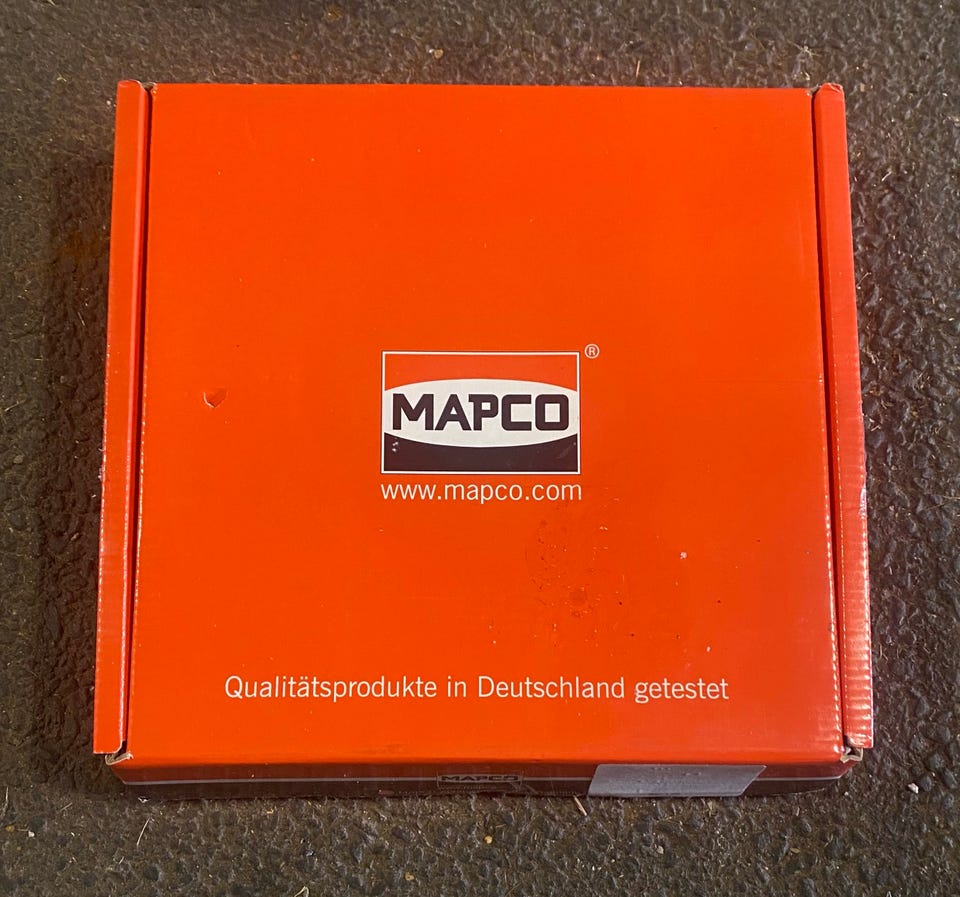 ®
MAPCO
www.mapco.com
Qualitätsprodukte in Deutschland getestet
MAPCO